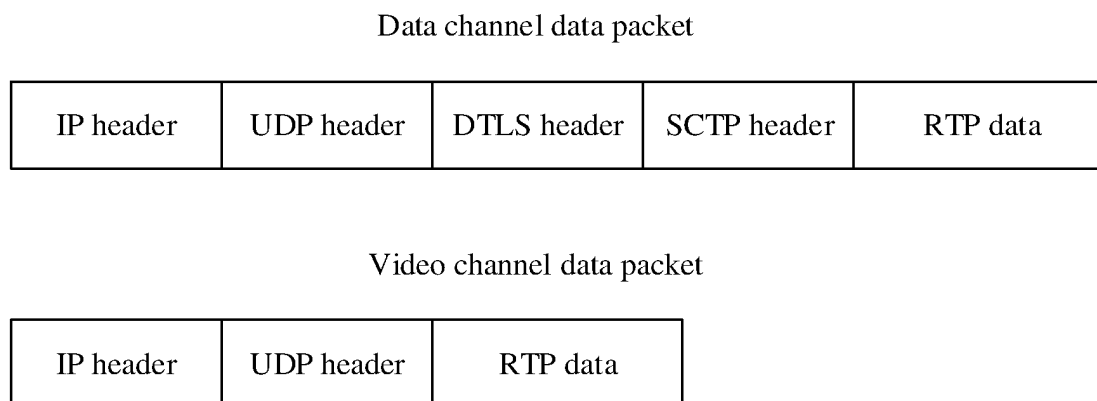 Data channel data packet
IP header UDP header DTLS header SCTP header RTP data
Video channel data packet
IP header UDP header RTP data